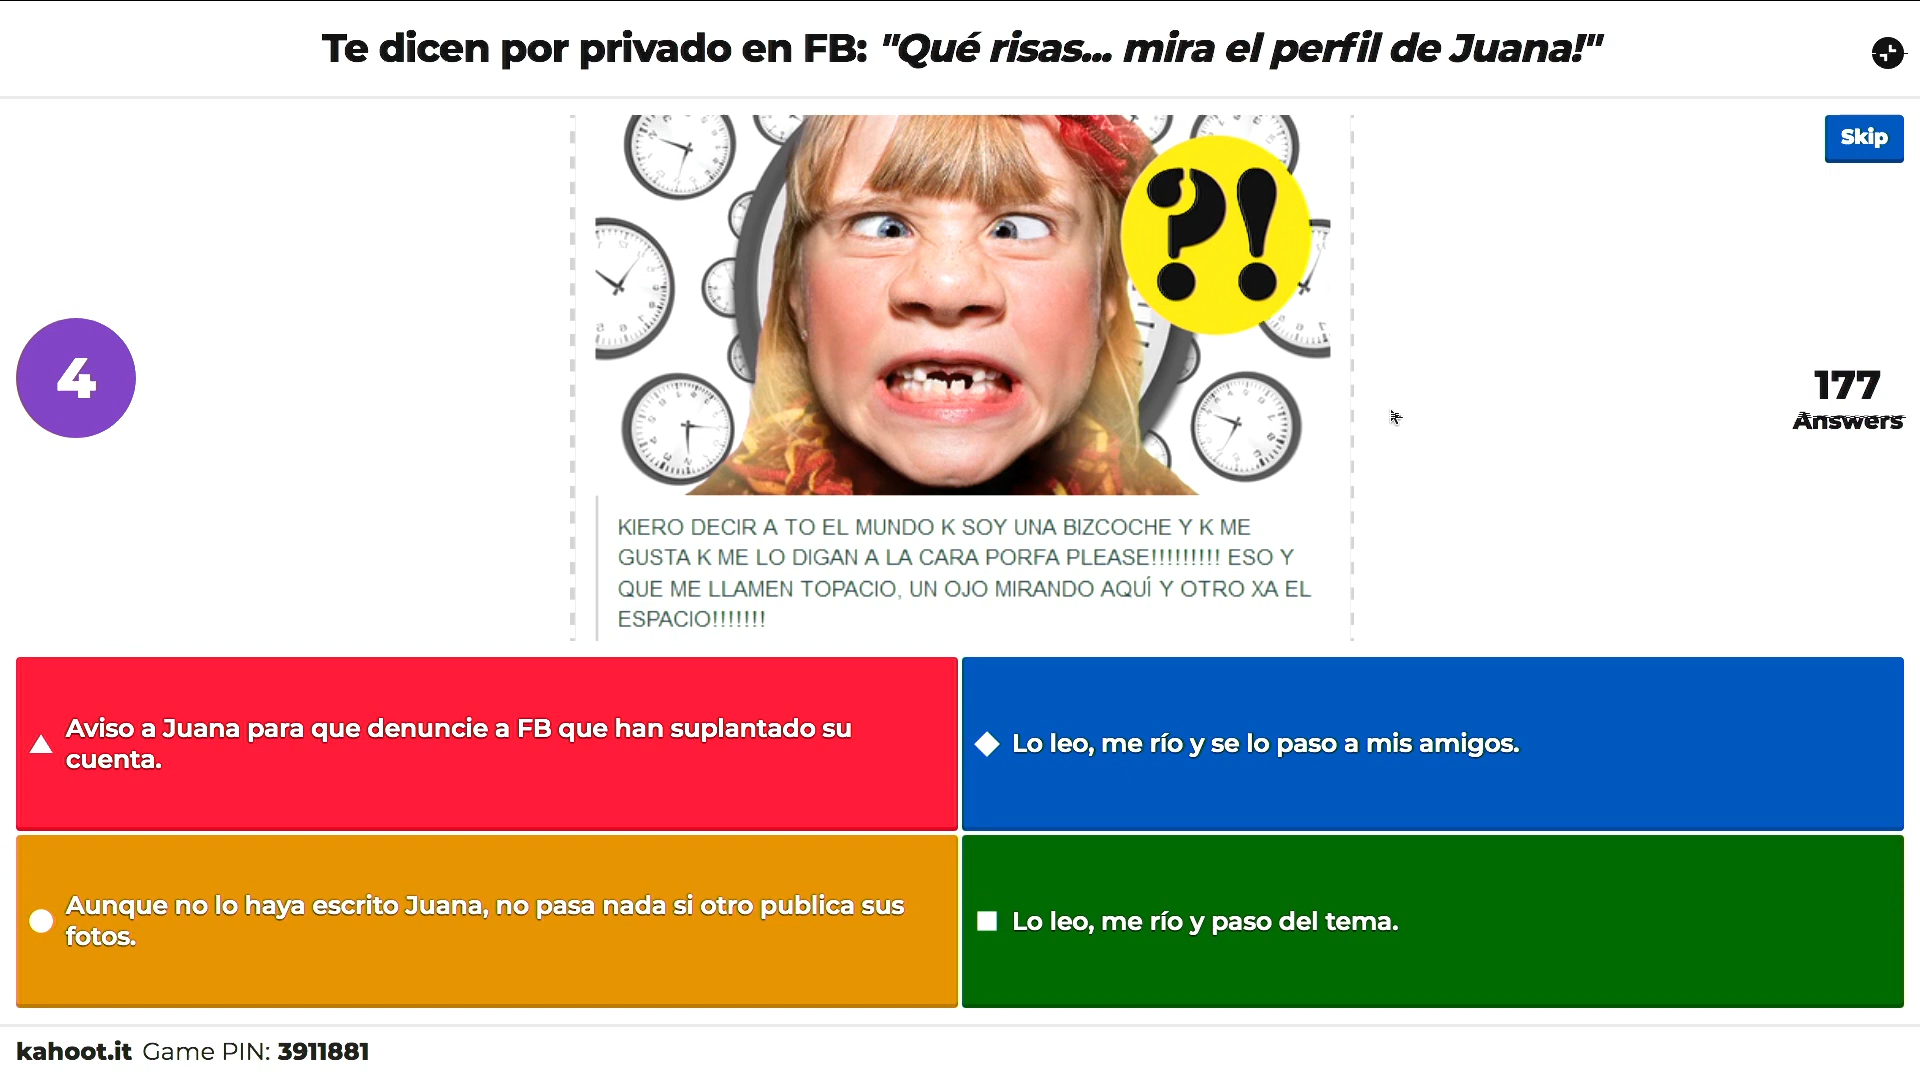 Te dicen por privado en FB: "Qué risas... mira el perfil de Juana!"
Skip
?!
4
177
Answers
KIERO DECIR A TO EL MUNDO K SOY UNA BIZCOCHE Y K ME
GUSTA K ME LO DIGAN A LA CARA PORFA PLEASE!!!!!!!!! ESO Y
QUE ME LLAMEN TOPACIO, UN OJO MIRANDO AQUÍ Y OTRO XA EL
ESPACIO!!!!!!!
Aviso a Juana para que denuncie a FB que han suplantado su
cuenta.
Lo leo, me río y se lo paso a mis amigos.
Aunque no lo haya escrito Juana, no pasa nada si otro publica sus
fotos.
Lo leo, me río y paso del tema.
kahoot.it Game PIN: 3911881